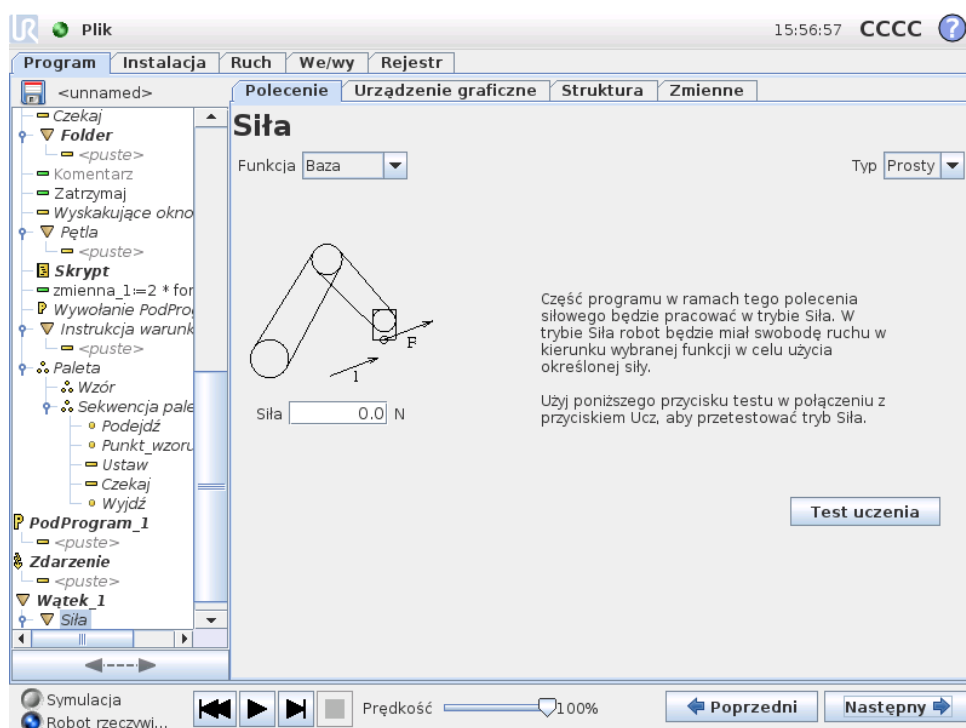 UR Plik 15:56:57 CCCC ?
Program Instalacja Ruch We/wy Rejestr
<unnamed>
Polecenie Urządzenie graficzne Struktura Zmienne
Czekaj
Folder
<puste>
Komentarz
Zatrzymaj
Wyskakujące okno
Pętla
<puste>
Skrypt
zmienna_1:=2 * for
P Wywołanie PodPro
Instrukcja warunk
<puste>
Paleta
Wzór
Sekwencja pale
Podejdź
Punkt_wzoru
Ustaw
Czekaj
Wyjdź
P PodProgram_1
<puste>
Zdarzenie
<puste>
Wątek_1
Siła
Siła
Funkcja Baza
Typ Prosty
F
1
Siła 0.0 N
Część programu w ramach tego polecenia
siłowego będzie pracować w trybie Siła. W
trybie Siła robot będzie miał swobodę ruchu w
kierunku wybranej funkcji w celu użycia
określonej siły.
Użyj poniższego przycisku testu w połączeniu z
przyciskiem Ucz, aby przetestować tryb Siła.
Test uczenia
Symulacja
Robot rzeczywi...
Prędkość 100%
Poprzedni
Następny